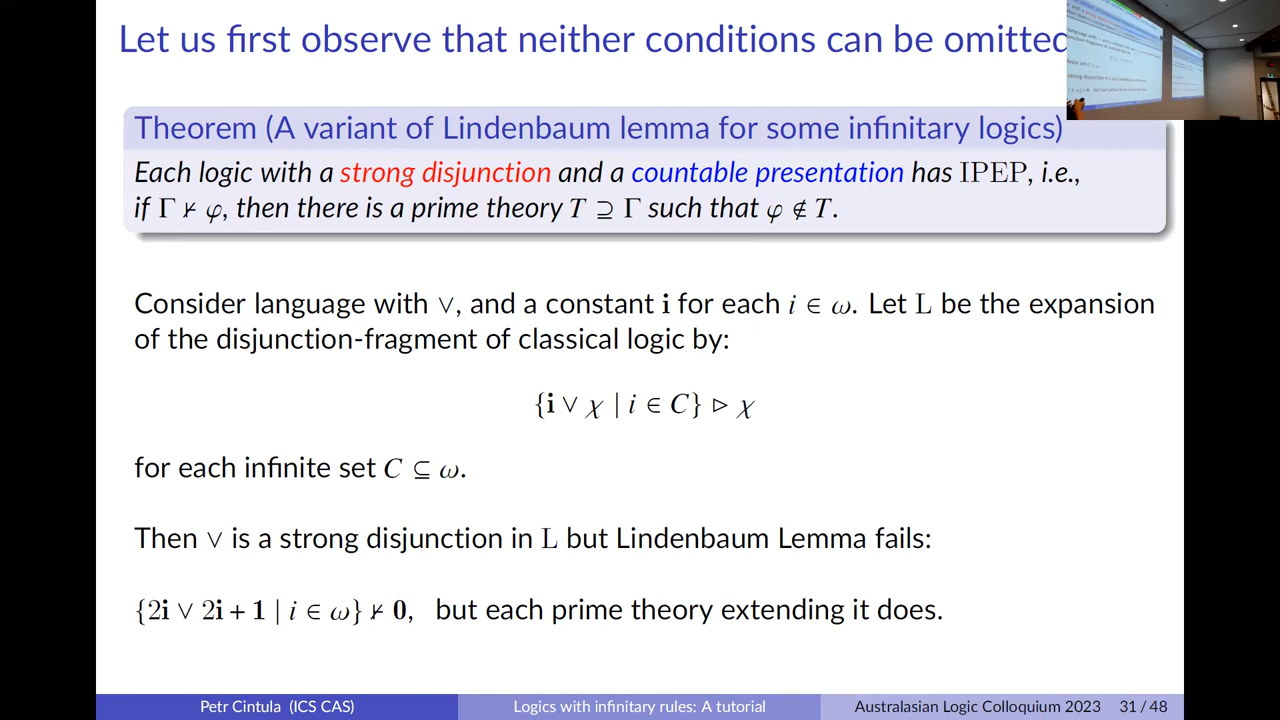 Let us first observe that neither conditions can be omitted
Theorem (A variant of Lindenbaum lemma for some infinitary logics)
Each logic with a strong disjunction and a countable presentation has IPEP, i.e.,
if Γ ⊬ φ, then there is a prime theory T ⊇ Γ such that φ ∉ T.
Consider language with ∨, and a constant i for each i ∈ ω. Let L be the expansion
of the disjunction-fragment of classical logic by:
{i ∨ χ | i ∈ C} ▷ χ
for each infinite set C ⊆ ω.
Then ∨ is a strong disjunction in L but Lindenbaum Lemma fails:
{2i ∨ 2i + 1 | i ∈ ω} ⊬ 0, but each prime theory extending it does.
Petr Cintula (ICS CAS) Logics with infinitary rules: A tutorial Australasian Logic Colloquium 2023 31 / 48